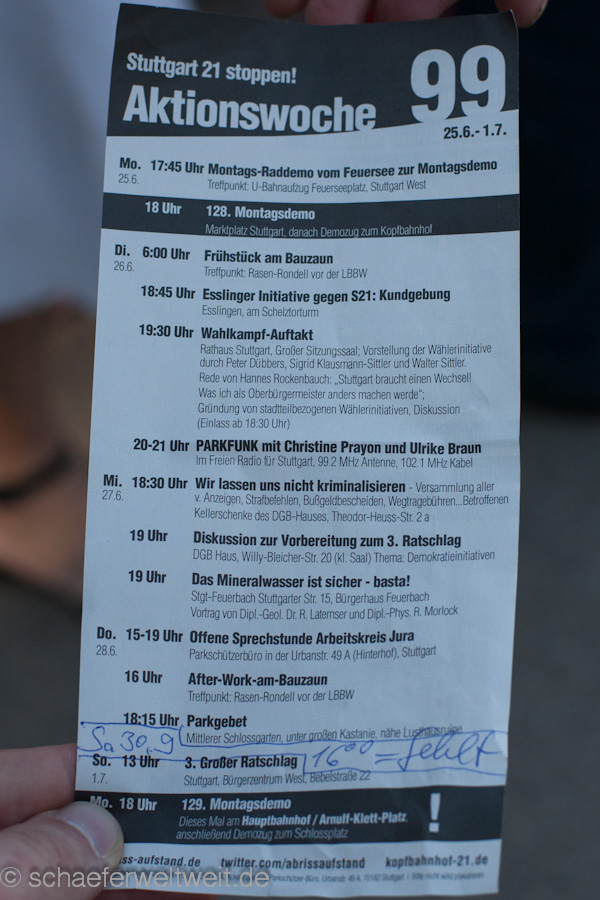 Stuttgart 21 stoppen!
Aktionswoche 99
25.6.- 1.7.
Mo. 17:45 Uhr Montags-Raddemo vom Feuersee zur Montagsdemo
25.6. Treffpunkt: U-Bahnaufzug Feuerseeplatz, Stuttgart West
18 Uhr 128. Montagsdemo
Marktplatz Stuttgart, danach Demozug zum Kopfbahnhof
Di. 6:00 Uhr Frühstück am Bauzaun
26.6. Treffpunkt: Rasen-Rondell vor der LBBW
18:45 Uhr Esslinger Initiative gegen S21: Kundgebung
Esslingen, am Schelztorturm
19:30 Uhr Wahlkampf-Auftakt
Rathaus Stuttgart, Großer Sitzungssaal; Vorstellung der Wählerinitiative
durch Peter Dübbers, Sigrid Klausmann-Sittler und Walter Sittler.
Rede von Hannes Rockenbauch: „Stuttgart braucht einen Wechsel!
Was ich als Oberbürgermeister anders machen werde“;
Gründung von stadtteilbezogenen Wählerinitiativen, Diskussion
(Einlass ab 18:30 Uhr)
20-21 Uhr PARKFUNK mit Christine Prayon und Ulrike Braun
Im Freien Radio für Stuttgart, 99.2 MHz Antenne, 102.1 MHz Kabel
Mi. 18:30 Uhr Wir lassen uns nicht kriminalisieren - Versammlung aller
27.6. v. Anzeigen, Strafbefehlen, Bußgeldbescheiden, Wegtragebühren...Betroffenen
Kellerschenke des DGB-Hauses, Theodor-Heuss-Str. 2 a
19 Uhr Diskussion zur Vorbereitung zum 3. Ratschlag
DGB Haus, Willy-Bleicher-Str. 20 (kl. Saal) Thema: Demokratieinitiativen
19 Uhr Das Mineralwasser ist sicher - basta!
Stgt-Feuerbach Stuttgarter Str. 15, Bürgerhaus Feuerbach
Vortrag von Dipl.-Geol. Dr. R. Laternser und Dipl.-Phys. R. Morlock
Do. 15-19 Uhr Offene Sprechstunde Arbeitskreis Jura
28.6. Parkschützerbüro in der Urbanstr. 49 A (Hinterhof), Stuttgart
16 Uhr After-Work-am-Bauzaun
Treffpunkt: Rasen-Rondell vor der LBBW
18:15 Uhr Parkgebet
Mittlerer Schlossgarten, unter großen Kastanie, nähe Lusthausruine
Sa 30. 9 16 00 = fehlt
So. 13 Uhr 3. Großer Ratschlag
1.7. Stuttgart, Bürgerzentrum West, Bebelstraße 22
Mo. 18 Uhr 129. Montagsdemo
Dieses Mal am Hauptbahnhof / Arnulf-Klett-Platz, !
anschließend Demozug zum Schlossplatz
ss-aufstand.de twitter.com/abrissaufstand kopfbahnhof-21.de
© schaeferweltweit.de